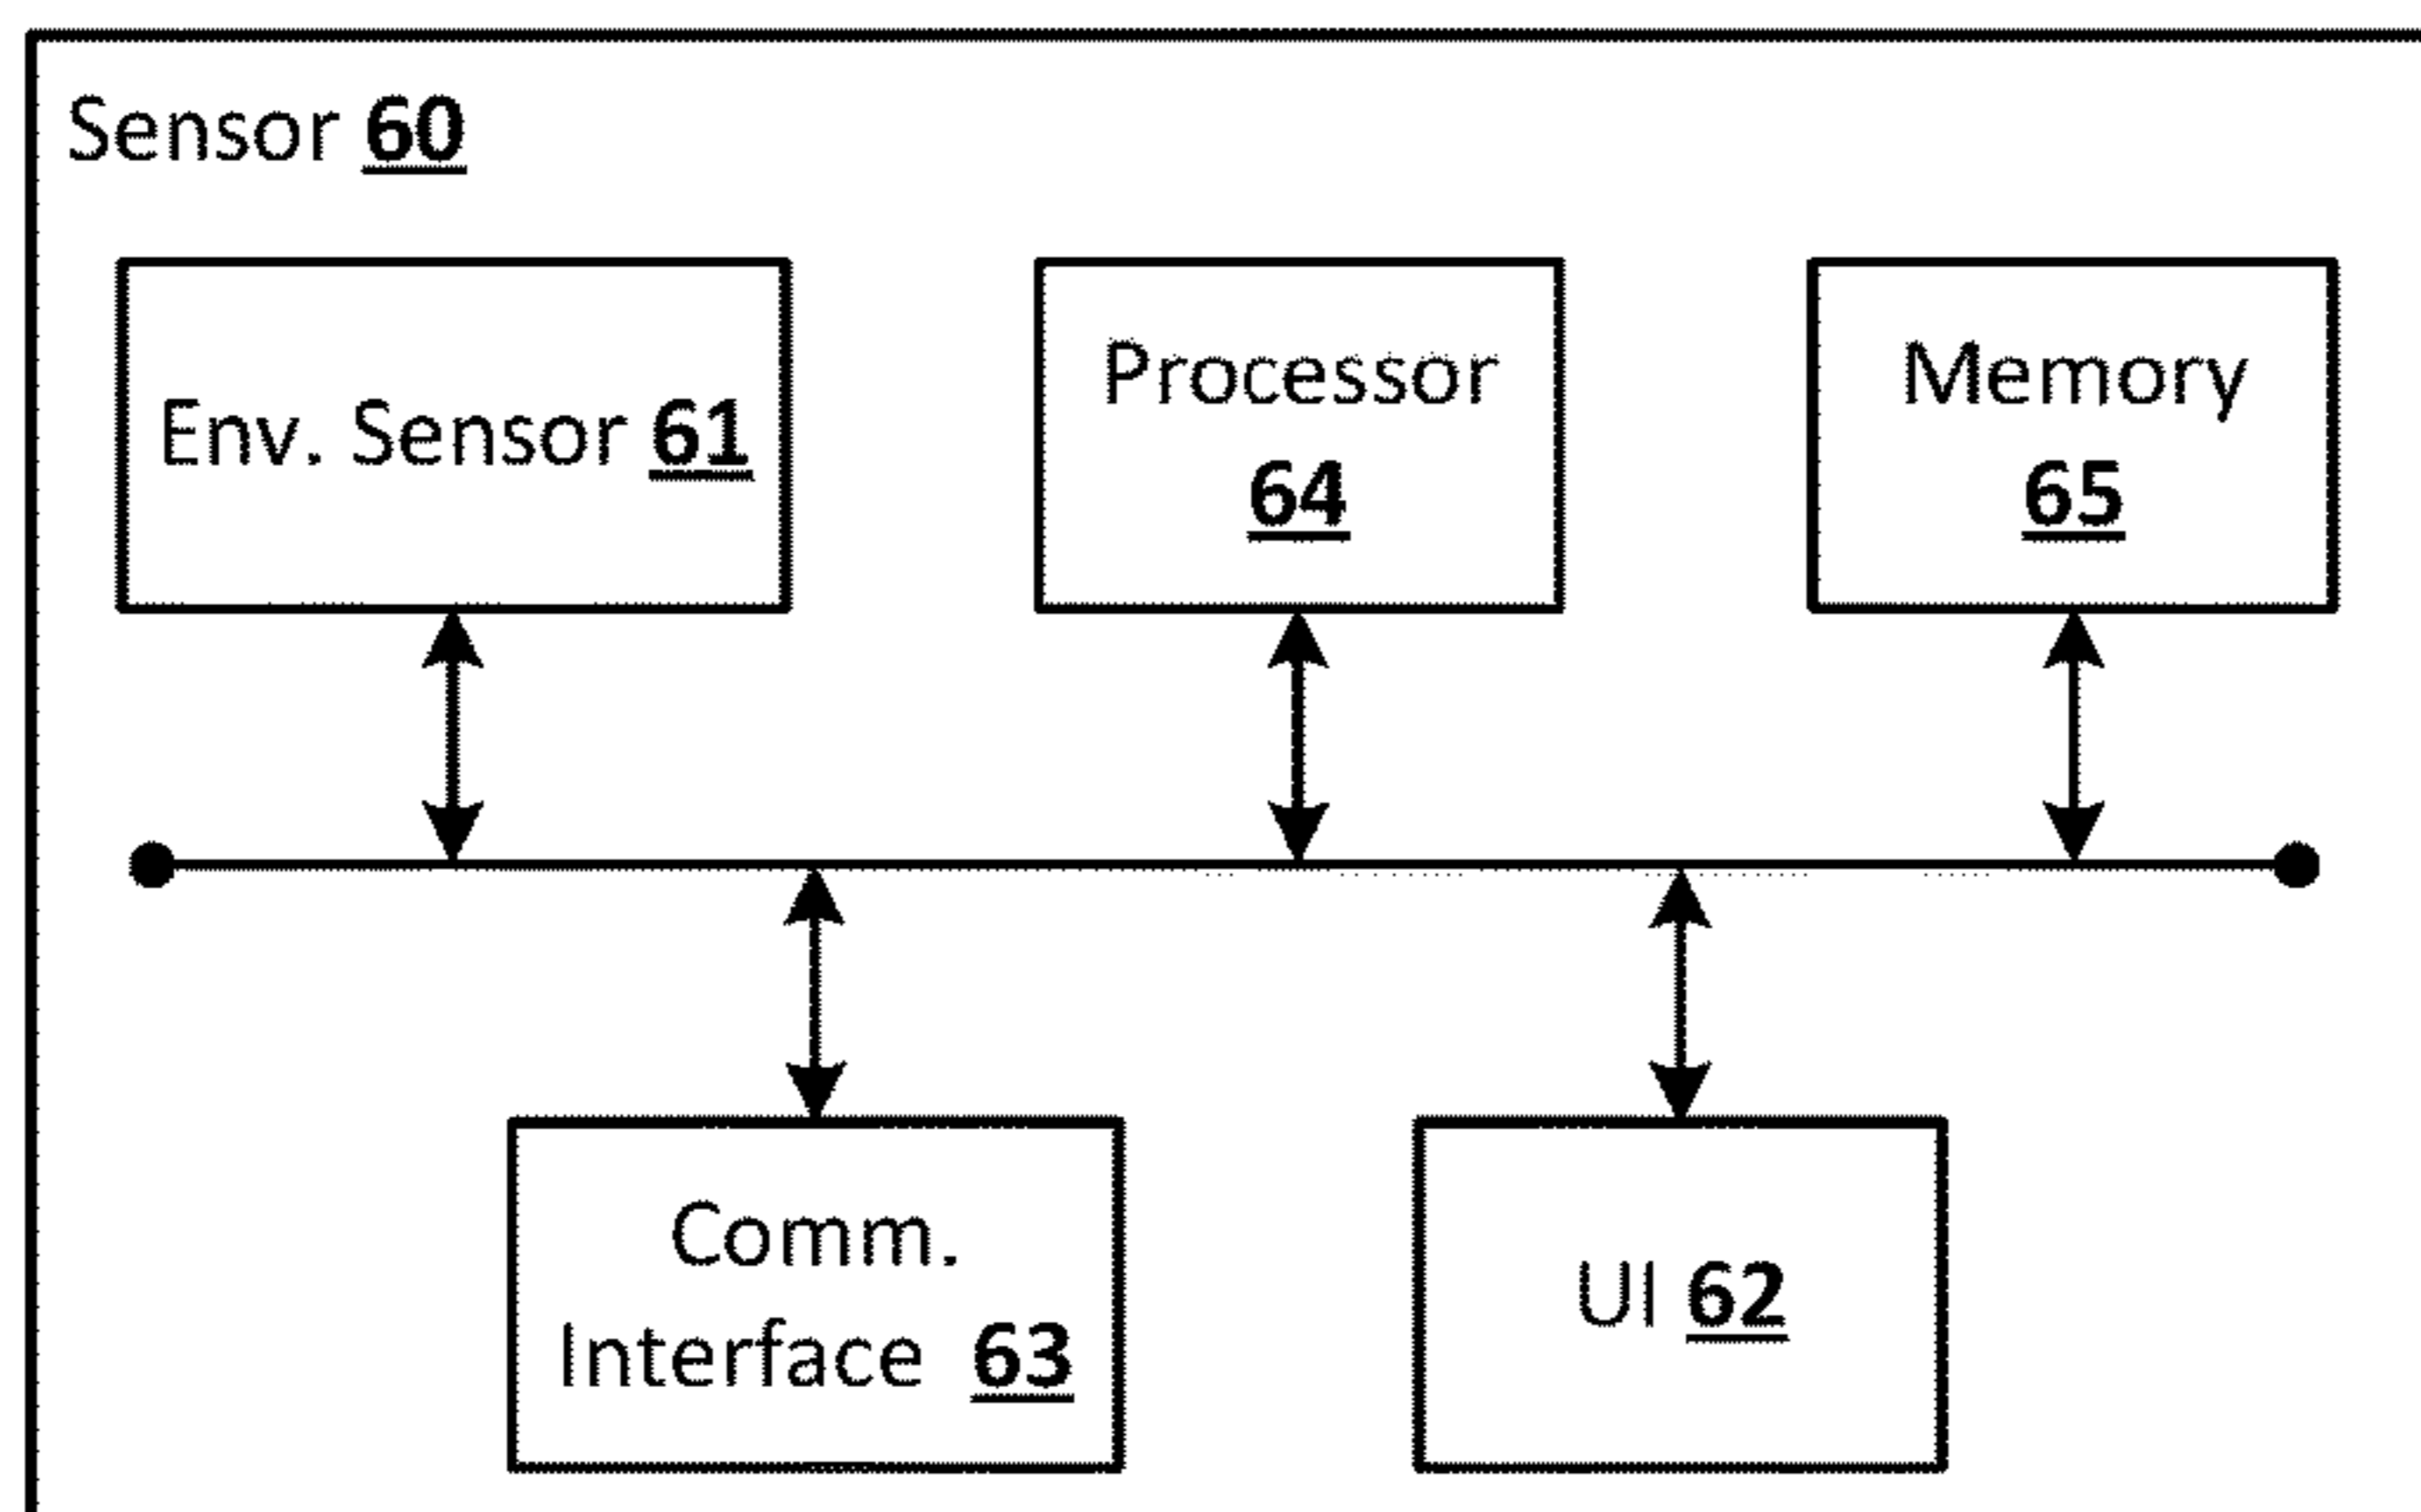 Sensor 60
Env. Sensor 61
Processor
64
Memory
65
Comm.
Interface 63
UI 62